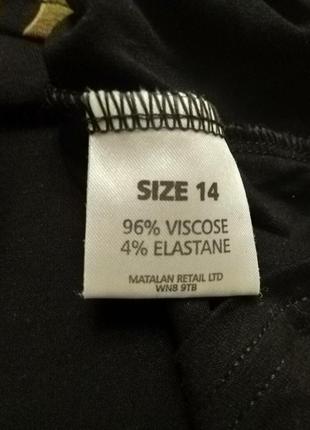 SIZE 14
96% VISCOSE
4% ELASTANE
MATALAN RETAIL LTD
WN8 9TB